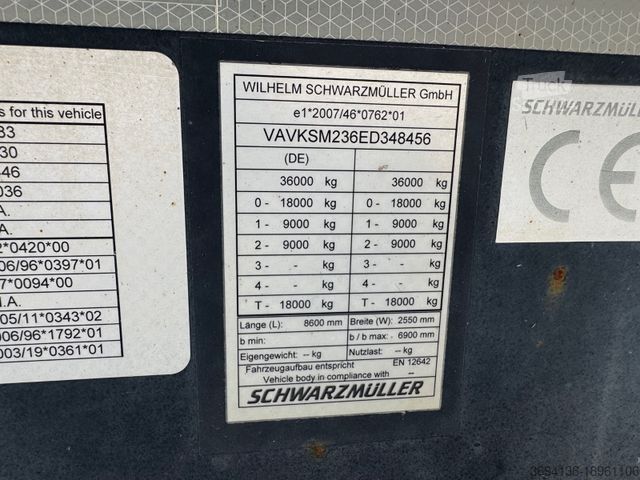 s for this vehicle
33
30
446
036
A.
A.
2*0420*00
06/96*0397*01
7*0094*00
I.A.
05/11*0343*02
006/96*1792*01
003/19*0361*01
WILHELM SCHWARZMÜLLER GmbH
e1*2007/46*0762*01
VAVKSM236ED348456
(DE)
36000 kg 36000 kg
0 - 18000 kg 0 - 18000 kg
1 - 9000 kg 1 - 9000 kg
2 - 9000 kg 2 - 9000 kg
3 - - kg 3 - - kg
4 - - kg 4 - - kg
T - 18000 kg T - 18000 kg
Länge (L): 8600 mm Breite (W): 2550 mm
b min: b / b max: - 6900 mm
Eigengewicht: -- kg Nutzlast: -- kg
Fahrzeugaufbau entspricht EN 12642
Vehicle body in compliance with --
SCHWARZMÜLLER
Truck
SCHWARZMÜLLER
CE
3694136-18961106